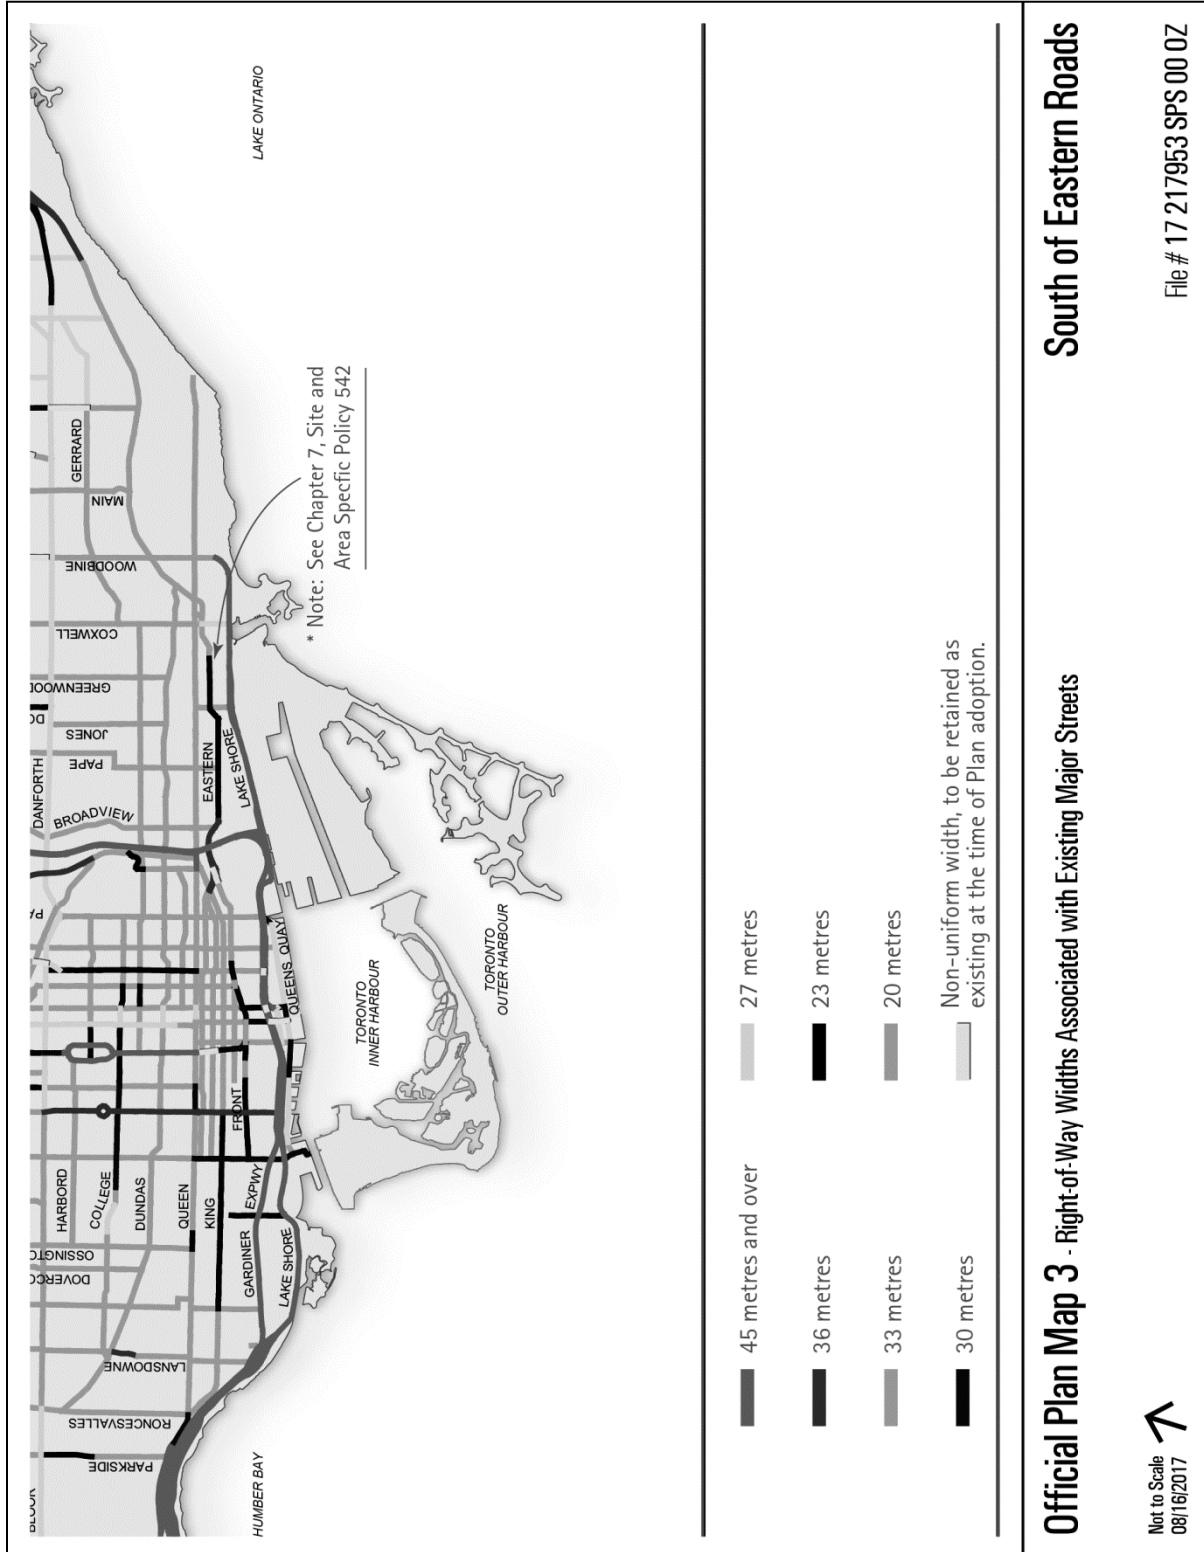 BLOOR
PARKSIDE
RONCESVALLES
LANSDOWNE
DOVERC
OSSINGTO
HARBORD
COLLEGE
DUNDAS
QUEEN
KING
FRONT
GARDINER
EXPWY
LAKE SHORE
HUMBER BAY
PA
BROADVIEW
DANFORTH
PAPE
JONES
DO
GREENWOOD
COXWELL
WOODBINE
MAIN
GERRARD
EASTERN
LAKE SHORE
QUEENS QUAY
TORONTO
INNER HARBOUR
TORONTO
OUTER HARBOUR
LAKE ONTARIO
* Note: See Chapter 7, Site and
Area Specfic Policy 542
45 metres and over
36 metres
33 metres
30 metres
27 metres
23 metres
20 metres
Non-uniform width, to be retained as
existing at the time of Plan adoption.
Official Plan Map 3 - Right-of-Way Widths Associated with Existing Major Streets
South of Eastern Roads
File # 17 217953 SPS 00 OZ
Not to Scale
08/16/2017